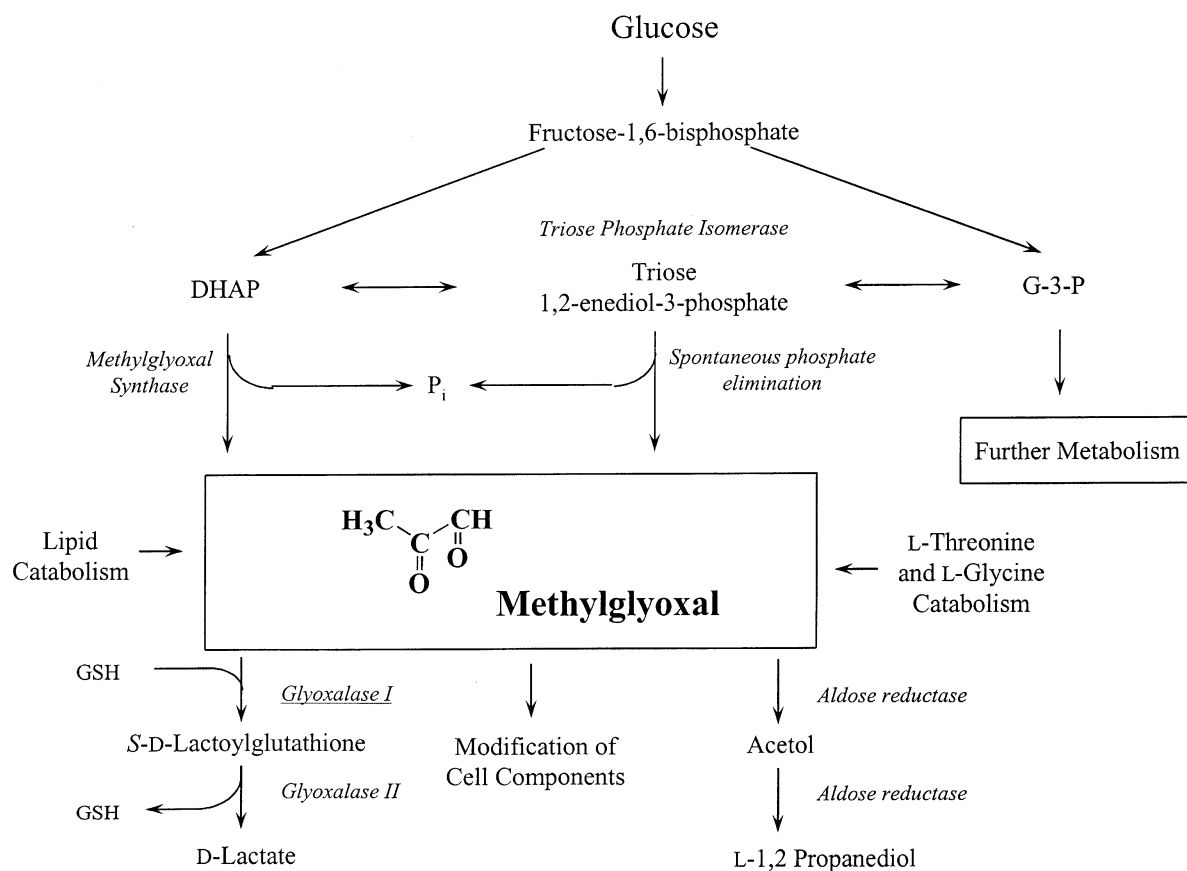 Glucose
Fructose-1,6-bisphosphate
Triose Phosphate Isomerase
DHAP
Triose
1,2-enediol-3-phosphate
G-3-P
Methylglyoxal
Synthase
Pi
Spontaneous phosphate
elimination
Further Metabolism
H3C
CH
C
O
O
Lipid
Catabolism
Methylglyoxal
L-Threonine
and L-Glycine
Catabolism
GSH
Glyoxalase I
Aldose reductase
S-D-Lactoylglutathione
Modification of
Cell Components
Acetol
GSH
Glyoxalase II
Aldose reductase
D-Lactate
L-1,2 Propanediol